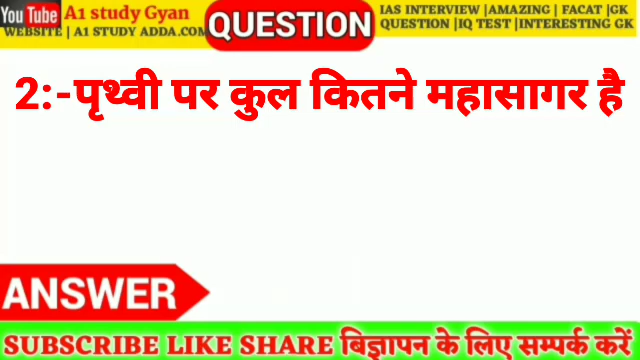 You Tube A1 study Gyan
WEBSITE | A1 STUDY ADDA.COM
QUESTION
IAS INTERVIEW |AMAZING | FACAT |GK
QUESTION |IQ TEST |INTERESTING GK
2:-पृथ्वी पर कुल कितने महासागर है
ANSWER
SUBSCRIBE LIKE SHARE बिज्ञापन के लिए सम्पर्क करें